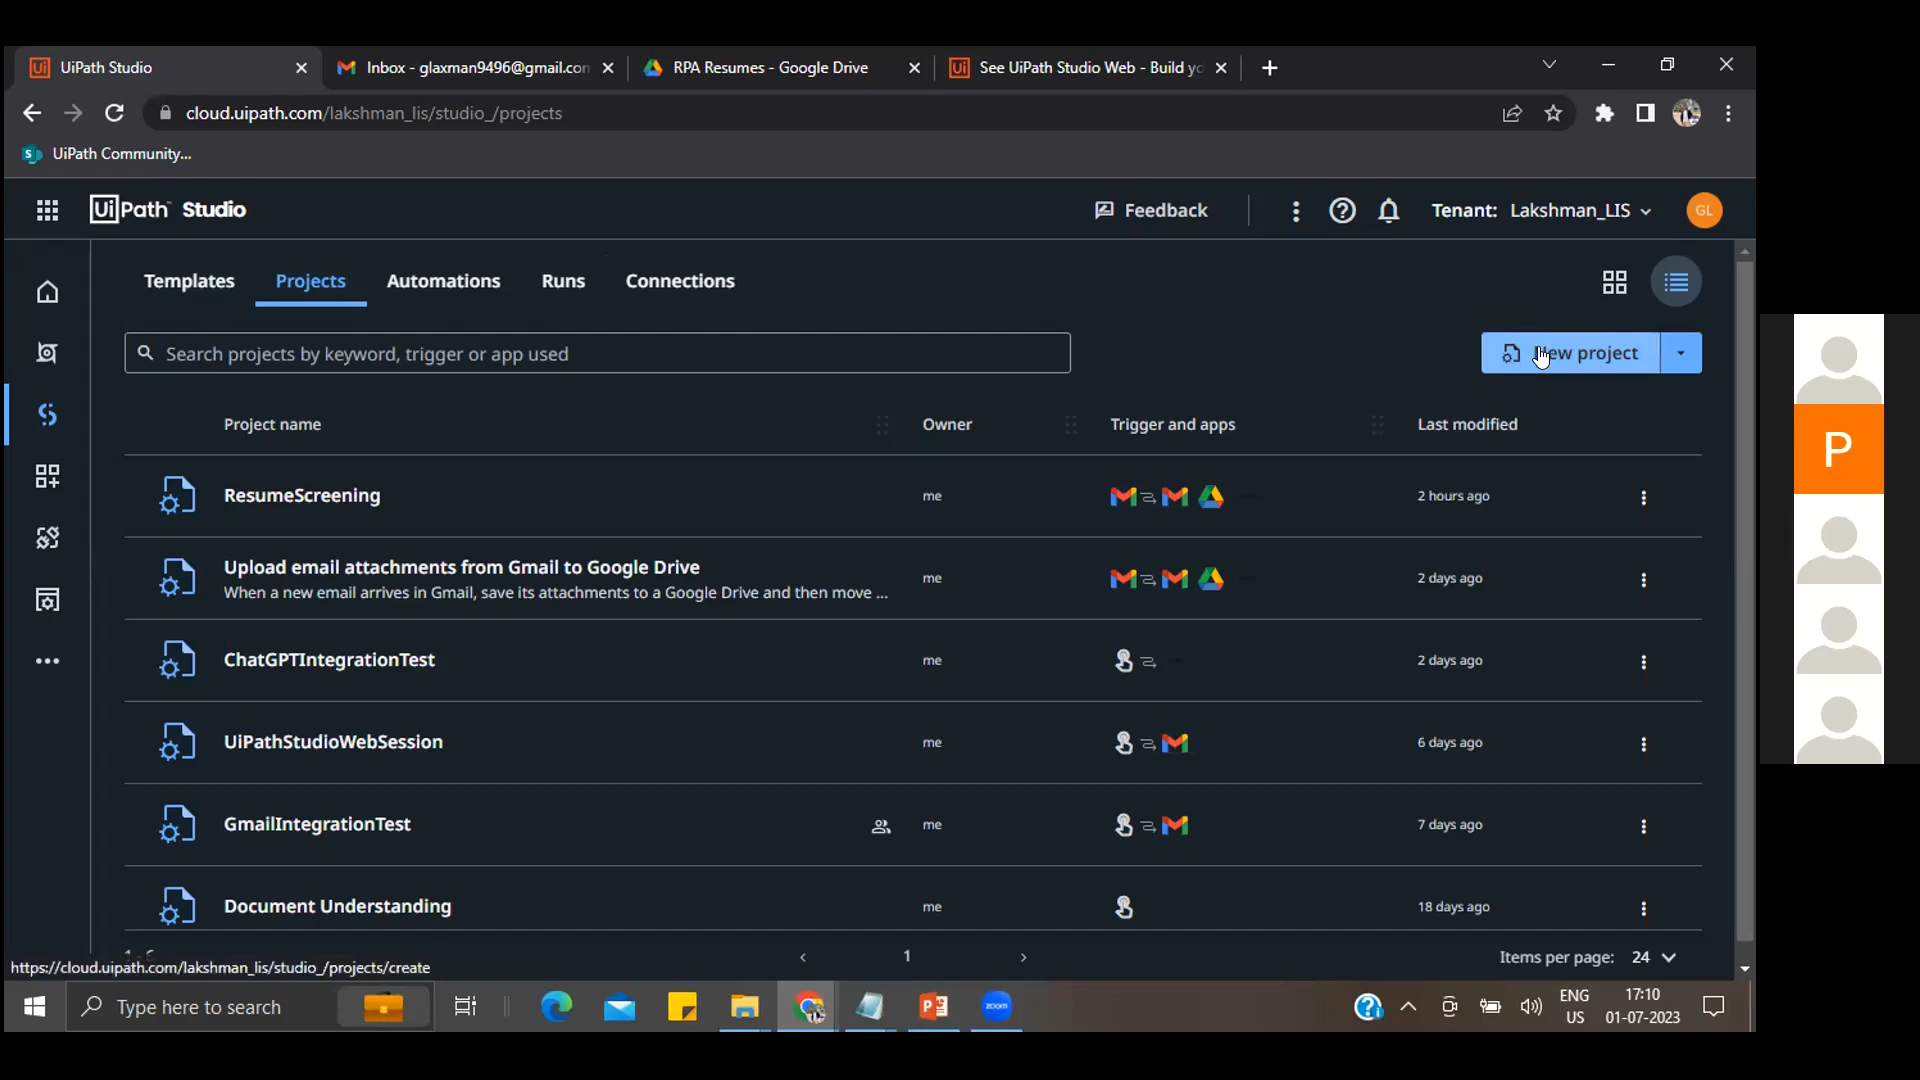 UiPath Studio
Inbox - glaxman9496@gmail.con
RPA Resumes - Google Drive
See UiPath Studio Web - Build yo
cloud.uipath.com/lakshman_lis/studio_/projects
UiPath Community...
UiPath Studio
Feedback
Tenant: Lakshman_LIS
GL
Templates
Projects
Automations
Runs
Connections
Search projects by keyword, trigger or app used
New project
Project name
Owner
Trigger and apps
Last modified
ResumeScreening
me
2 hours ago
Upload email attachments from Gmail to Google Drive
When a new email arrives in Gmail, save its attachments to a Google Drive and then move ...
me
2 days ago
ChatGPTIntegrationTest
me
2 days ago
UiPathStudioWebSession
me
6 days ago
GmailIntegrationTest
me
7 days ago
Document Understanding
me
18 days ago
1
Items per page: 24
https://cloud.uipath.com/lakshman_lis/studio_/projects/create
Type here to search
zoom
ENG
US
17:10
01-07-2023
P